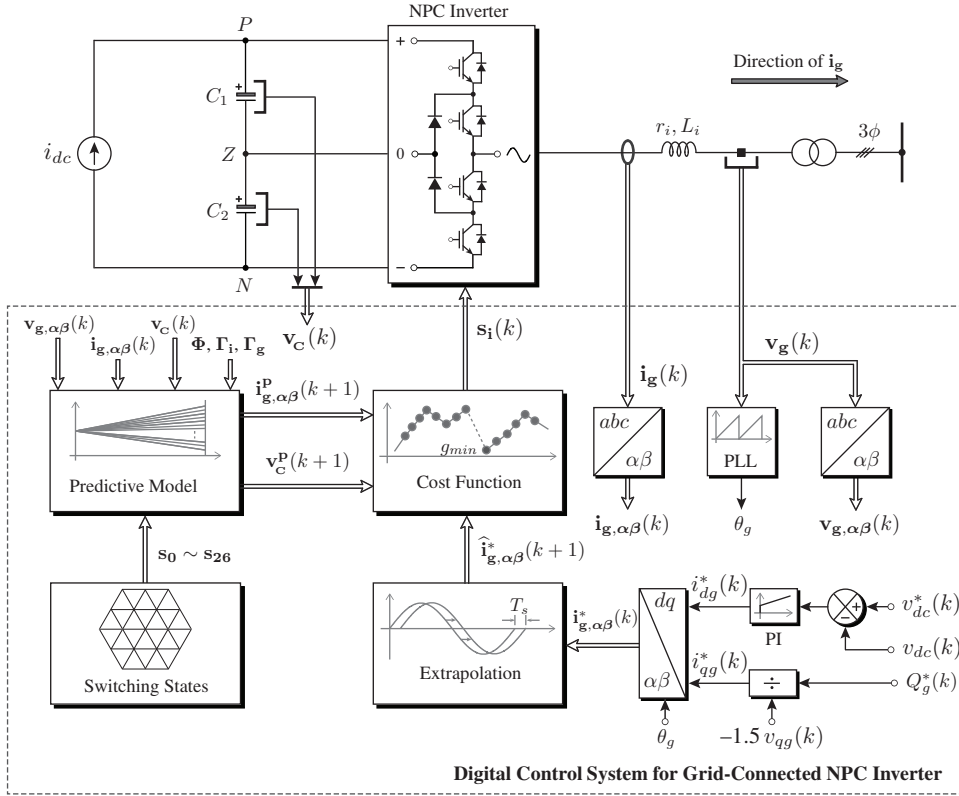 NPC Inverter
P
+
Direction of i_g
C_1
r_i, L_i
3ϕ
i_dc
Z
0
C_2
N
−
v_C(k)
s_i(k)
v_g(k)
v_g,αβ(k)
v_C(k)
i_g,αβ(k)
Φ, Γ_i, Γ_g
i^P_g,αβ(k+1)
i_g(k)
g_min
abc
αβ
PLL
abc
αβ
v^P_C(k+1)
Predictive Model
Cost Function
i_g,αβ(k)
θ_g
v_g,αβ(k)
s_0 ∼ s_26
î^*_g,αβ(k+1)
T_s
i^*_g,αβ(k)
dq
αβ
i^*_dg(k)
PI
+
−
v^*_dc(k)
v_dc(k)
i^*_qg(k)
÷
Q^*_g(k)
Switching States
Extrapolation
θ_g
−1.5 v_qg(k)
Digital Control System for Grid-Connected NPC Inverter